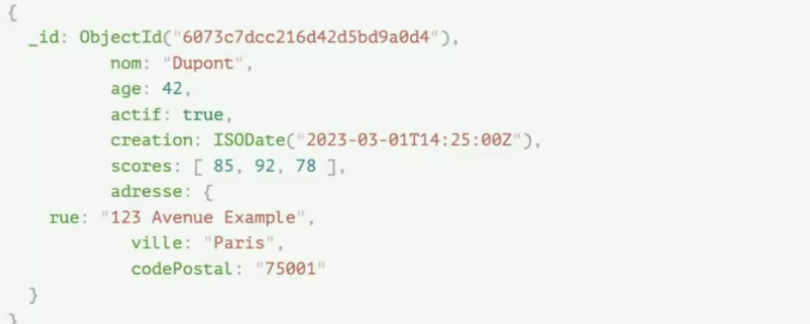 {
_id: ObjectId("6073c7dcc216d42d5bd9a0d4"),
nom: "Dupont",
age: 42,
actif: true,
creation: ISODate("2023-03-01T14:25:00Z"),
scores: [ 85, 92, 78 ],
adresse: {
rue: "123 Avenue Example",
ville: "Paris",
codePostal: "75001"
}
}